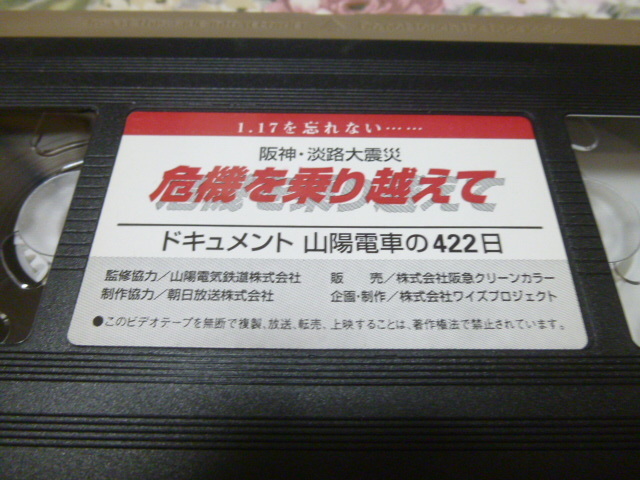 1.17を忘れない……
阪神・淡路大震災
危機を乗り越えて
ドキュメント 山陽電車の422日
監修協力／山陽電気鉄道株式会社 販 売／株式会社阪急クリーンカラー
制作協力／朝日放送株式会社 企画・制作／株式会社ワイズプロジェクト
●このビデオテープを無断で複製、放送、転売、上映することは、著作権法で禁止されています。